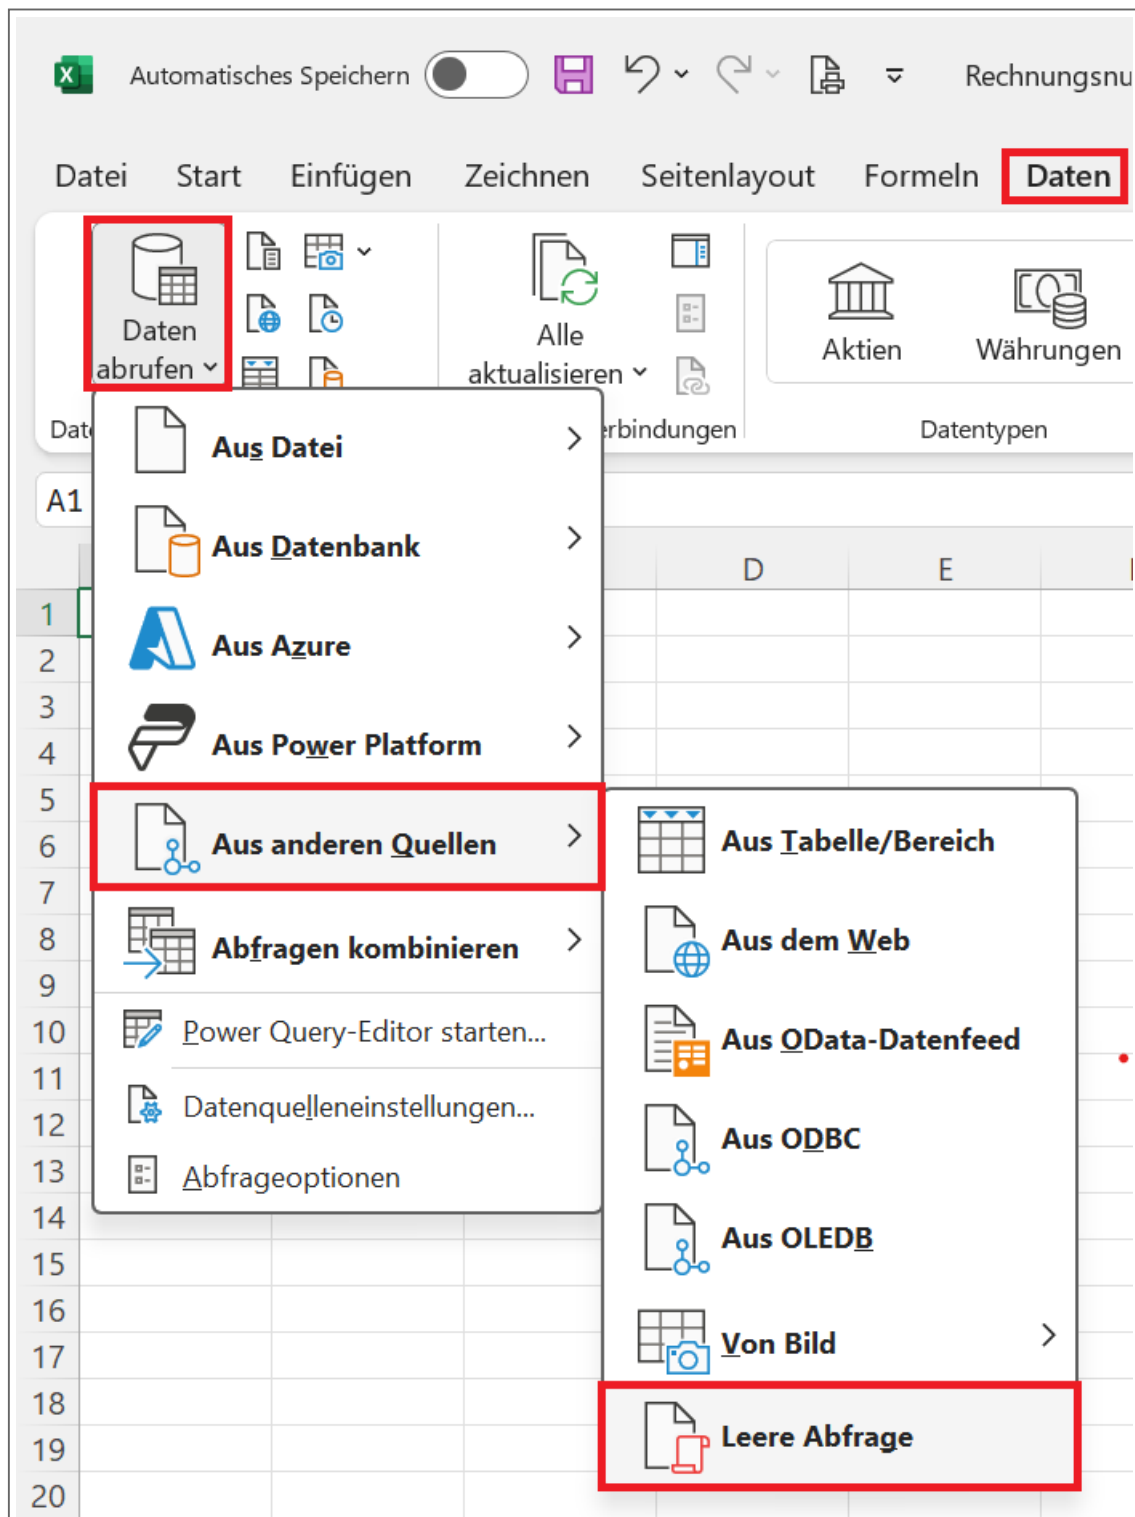 Automatisches Speichern
Rechnungsnu
Datei Start Einfügen Zeichnen Seitenlayout Formeln Daten
Daten
abrufen
Alle
aktualisieren
Aktien
Währungen
Date
erbindungen
Datentypen
A1
Aus Datei
Aus Datenbank
Aus Azure
Aus Power Platform
Aus anderen Quellen
Abfragen kombinieren
Power Query-Editor starten...
Datenquelleneinstellungen...
Abfrageoptionen
Aus Tabelle/Bereich
Aus dem Web
Aus OData-Datenfeed
Aus ODBC
Aus OLEDB
Von Bild
Leere Abfrage
D E
1
2
3
4
5
6
7
8
9
10
11
12
13
14
15
16
17
18
19
20